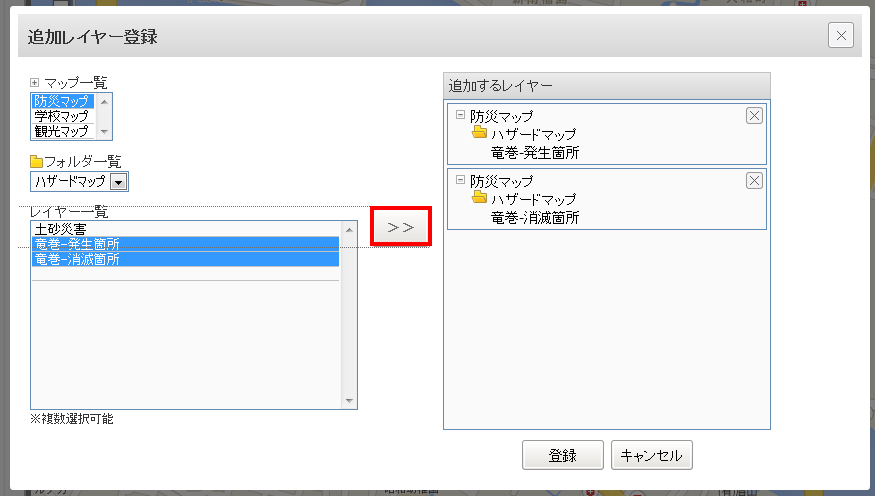 追加レイヤー登録
マップ一覧
防災マップ
学校マップ
観光マップ
フォルダ一覧
ハザードマップ
レイヤー一覧
土砂災害
竜巻-発生箇所
竜巻-消滅箇所
※複数選択可能
>>
追加するレイヤー
防災マップ
ハザードマップ
竜巻-発生箇所
防災マップ
ハザードマップ
竜巻-消滅箇所
登録
キャンセル